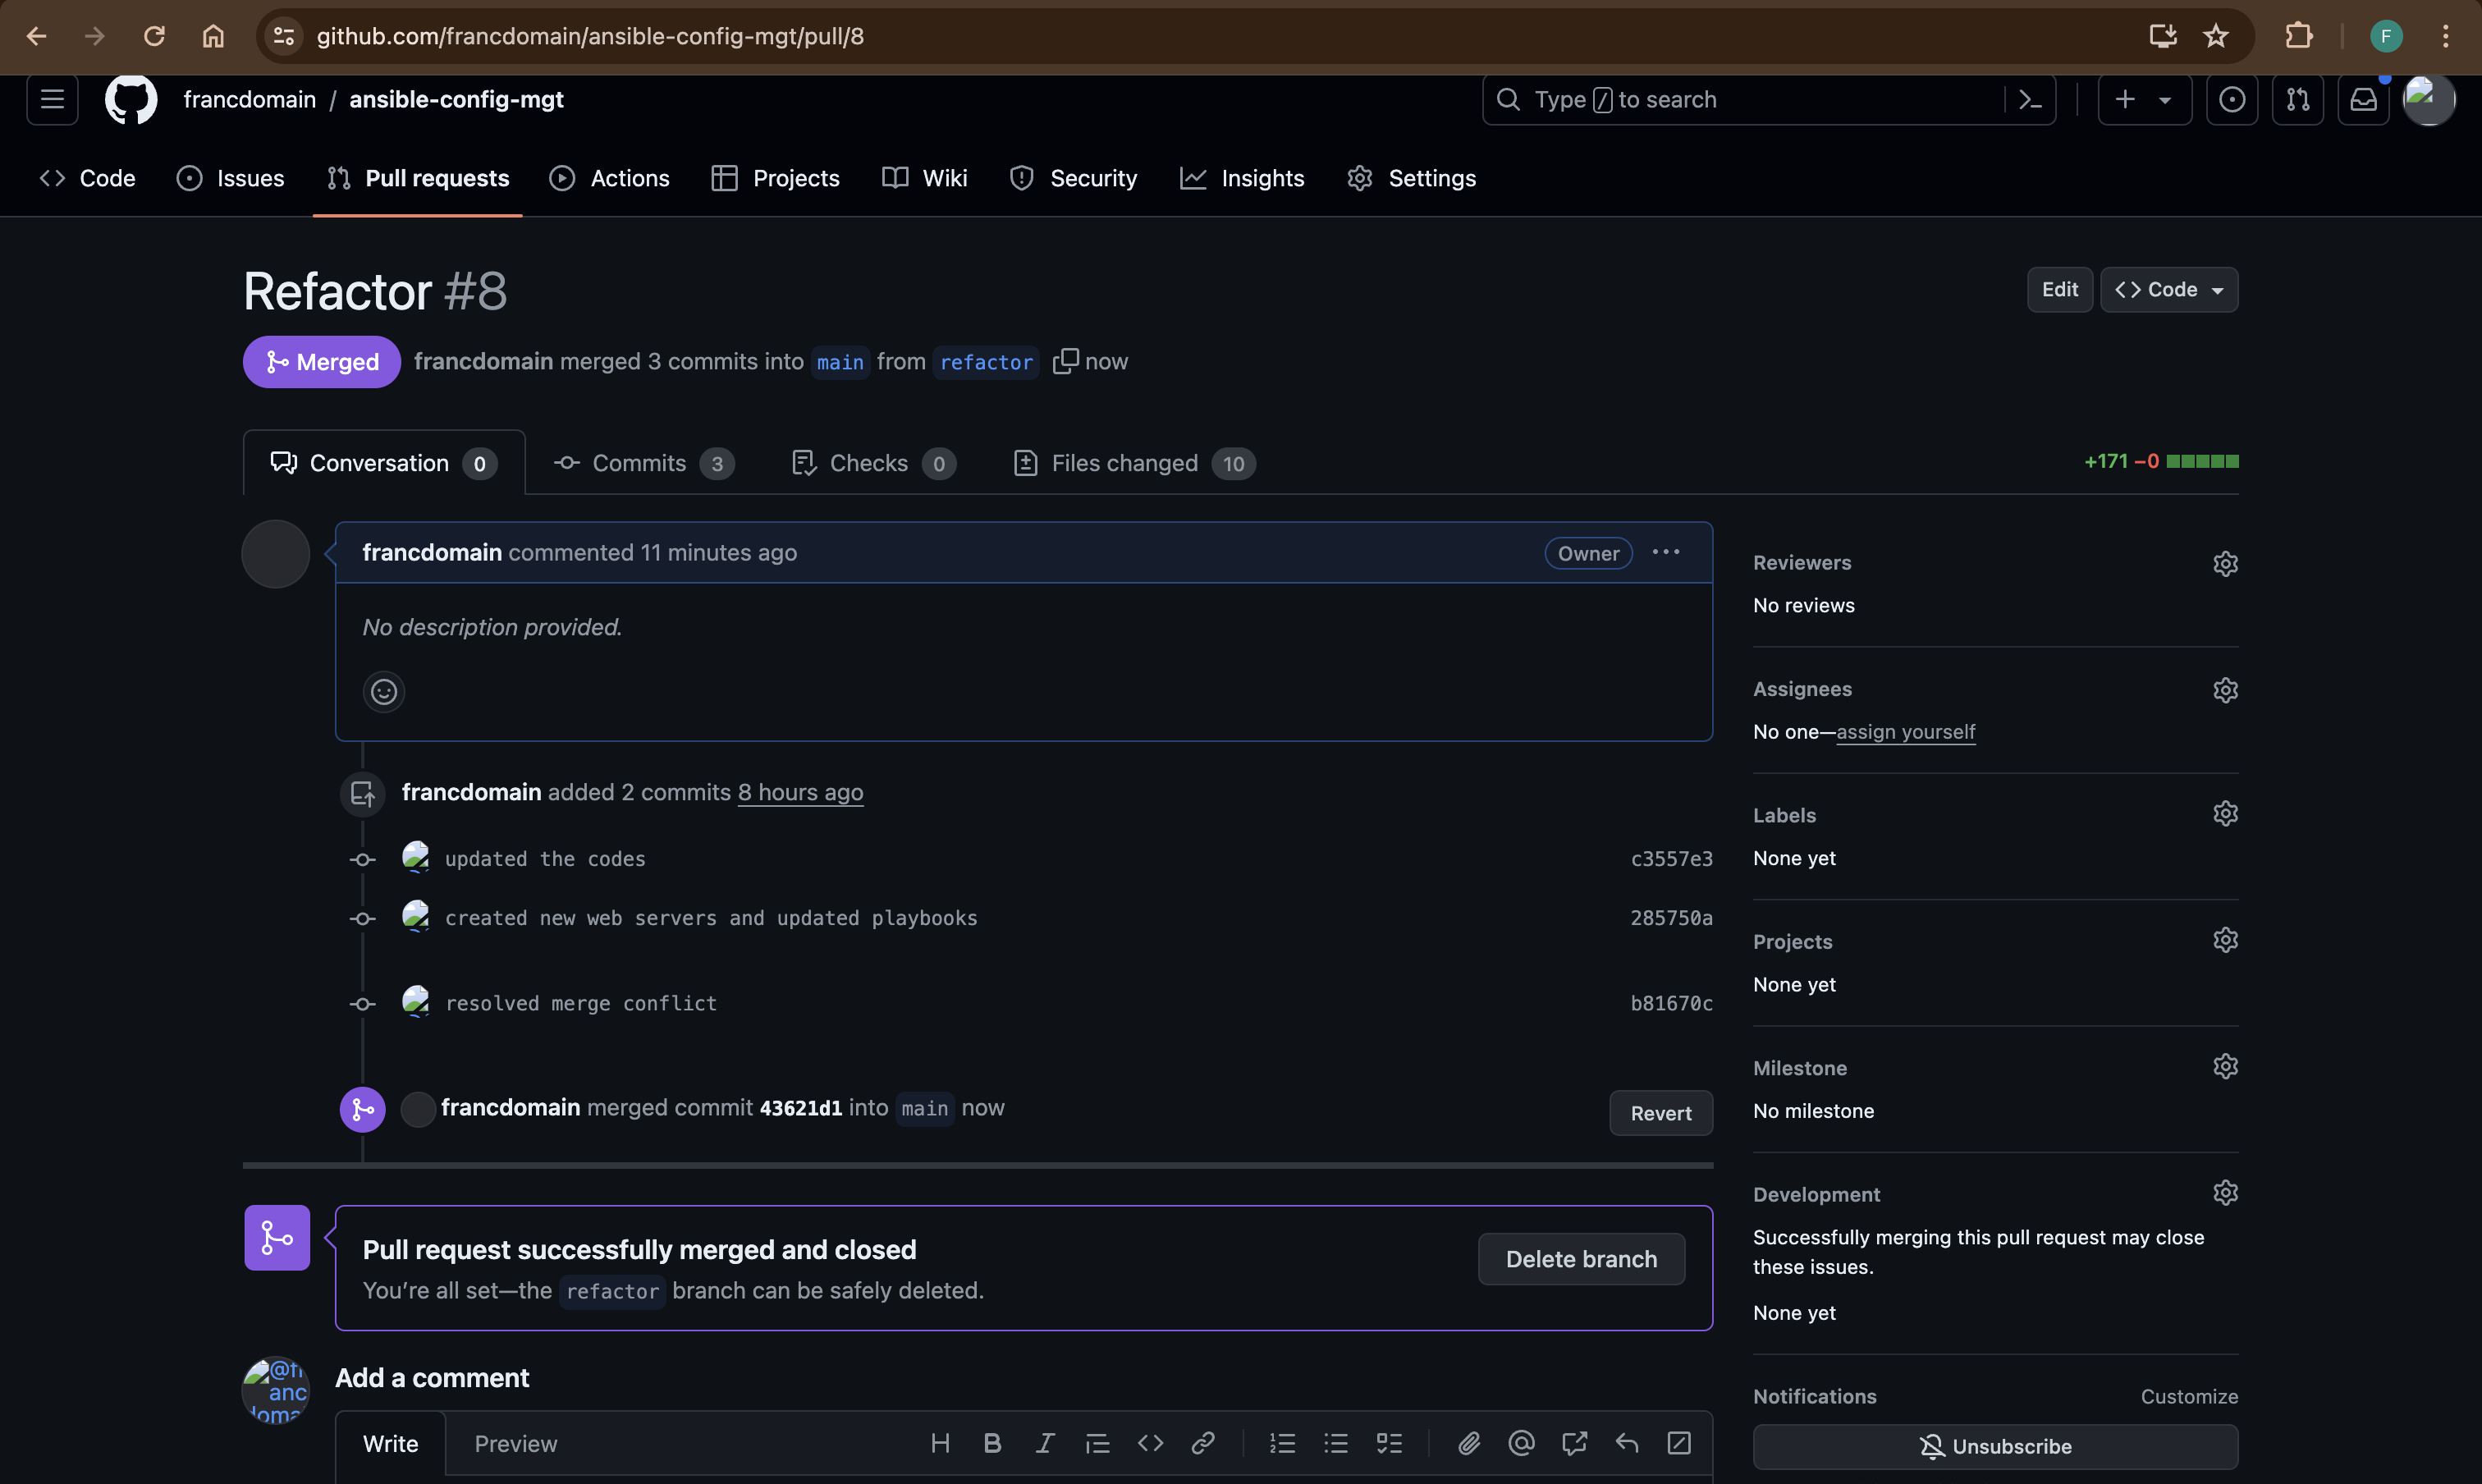 github.com/francdomain/ansible-config-mgt/pull/8
F
francdomain / ansible-config-mgt
Type / to search
Code Issues Pull requests Actions Projects Wiki Security Insights Settings
Refactor #8
Edit Code
Merged francdomain merged 3 commits into main from refactor now
Conversation 0 Commits 3 Checks 0 Files changed 10
+171 −0
francdomain commented 11 minutes ago Owner
No description provided.
francdomain added 2 commits 8 hours ago
updated the codes c3557e3
created new web servers and updated playbooks 285750a
resolved merge conflict b81670c
francdomain merged commit 43621d1 into main now Revert
Pull request successfully merged and closed
You’re all set—the refactor branch can be safely deleted.
Delete branch
Add a comment
Write Preview
Reviewers
No reviews
Assignees
No one—assign yourself
Labels
None yet
Projects
None yet
Milestone
No milestone
Development
Successfully merging this pull request may close
these issues.
None yet
Notifications Customize
Unsubscribe